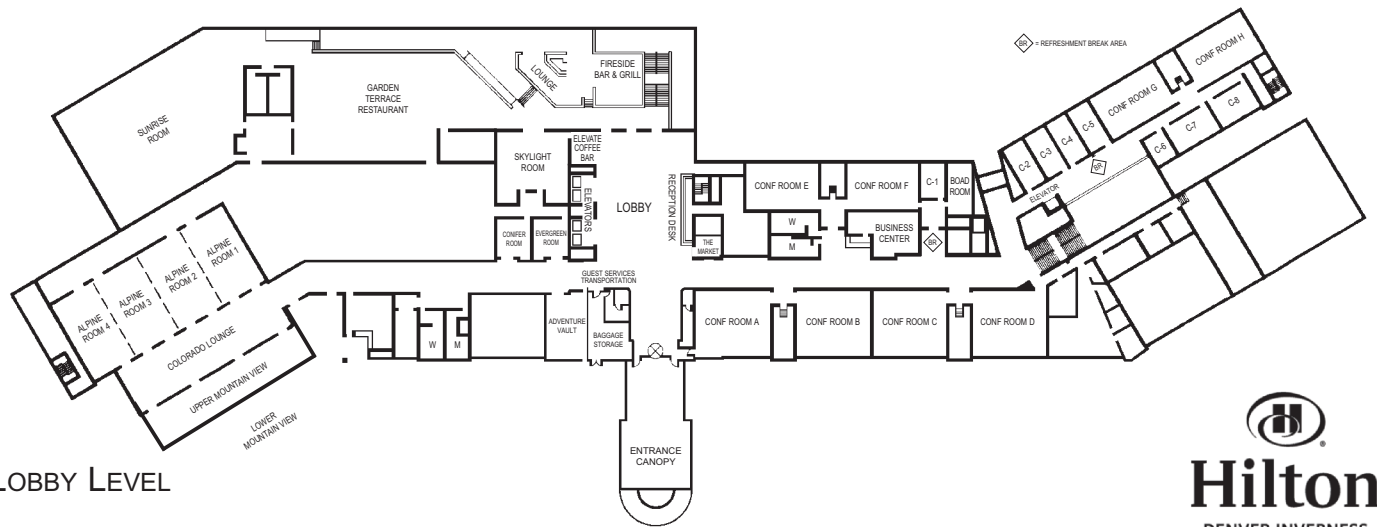 BR = REFRESHMENT BREAK AREA
CONF ROOM H
FIRESIDE
BAR & GRILL
LOUNGE
GARDEN
TERRACE
RESTAURANT
SUNRISE
ROOM
CONF ROOM G
C-8
C-7
C-6
C-5
C-4
C-3
C-2
BR
ELEVATOR
ELEVATE
COFFEE
BAR
SKYLIGHT
ROOM
ELEVATORS
LOBBY
RECEPTION DESK
CONF ROOM E
CONF ROOM F
C-1
BOAD
ROOM
W
M
BUSINESS
CENTER
BR
THE
MARKET
CONIFER
ROOM
EVERGREEN
ROOM
GUEST SERVICES
TRANSPORTATION
ALPINE
ROOM 1
ALPINE
ROOM 2
ALPINE
ROOM 3
ALPINE
ROOM 4
COLORADO LOUNGE
UPPER MOUNTAIN VIEW
LOWER
MOUNTAIN VIEW
W
M
ADVENTURE
VAULT
BAGGAGE
STORAGE
CONF ROOM A
CONF ROOM B
CONF ROOM C
CONF ROOM D
ENTRANCE
CANOPY
LOBBY LEVEL
H
Hilton
DENVER INVERNESS